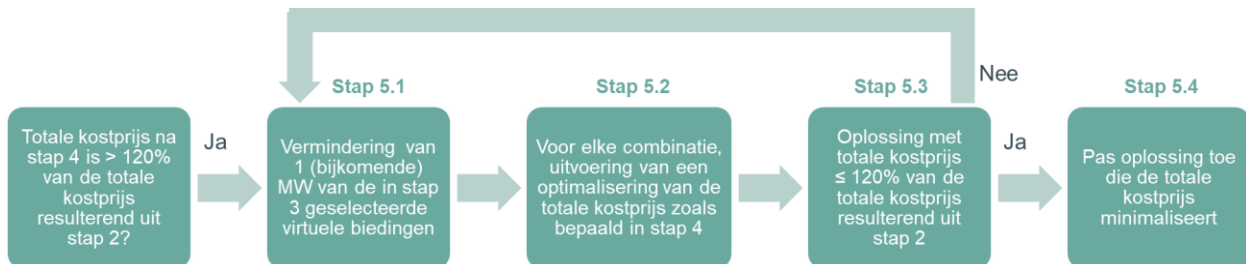 Totale kostprijs na
stap 4 is > 120%
van de totale
kostprijs
resulterend uit
stap 2?
Ja
Stap 5.1
Vermindering van
1 (bijkomende)
MW van de in stap
3 geselecteerde
virtuele biedingen
Stap 5.2
Voor elke combinatie,
uitvoering van een
optimalisering van de
totale kostprijs zoals
bepaald in stap 4
Stap 5.3
Nee
Oplossing met
totale kostprijs
≤ 120% van de
totale kostprijs
resulterend uit
stap 2
Ja
Stap 5.4
Pas oplossing toe
die de totale
kostprijs
minimaliseert